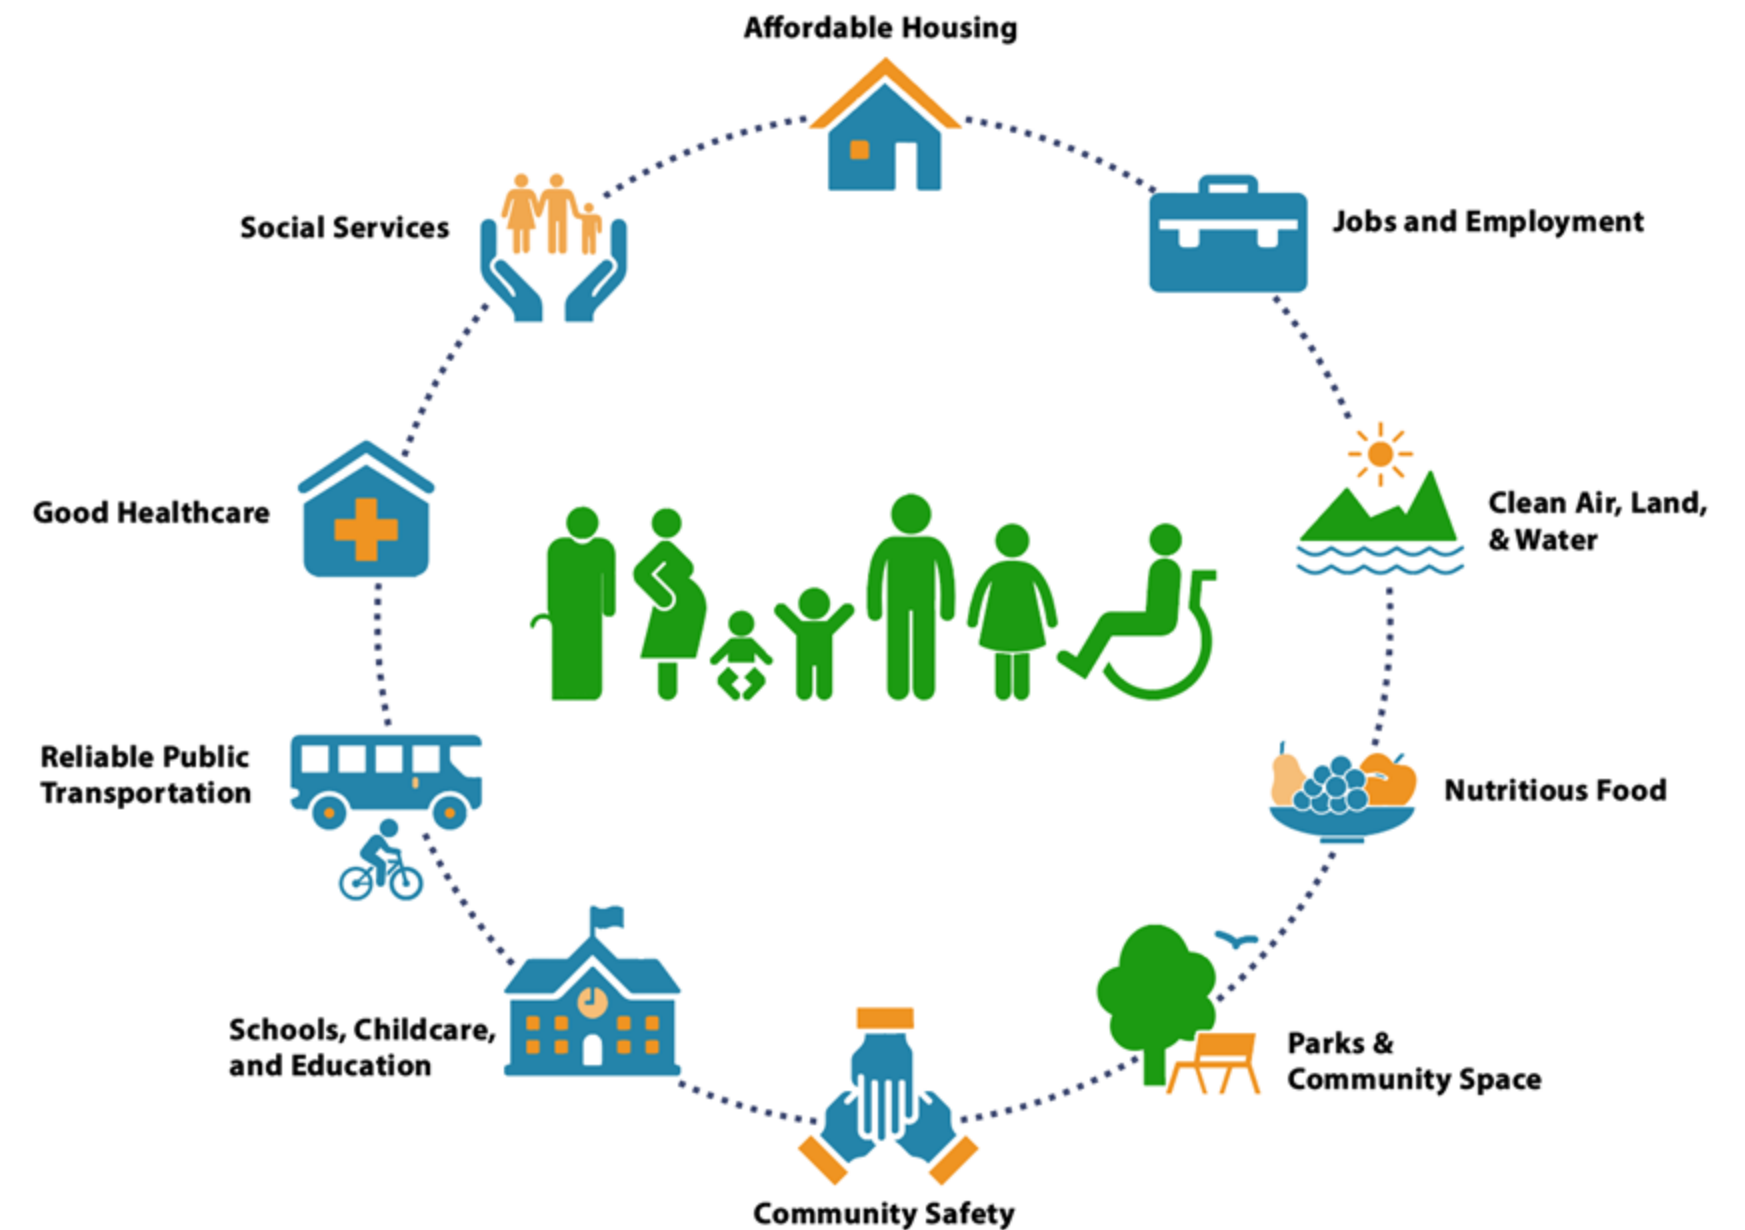 Affordable Housing
Social Services
Jobs and Employment
Good Healthcare
Clean Air, Land,
& Water
Reliable Public
Transportation
Nutritious Food
Schools, Childcare,
and Education
Parks &
Community Space
Community Safety